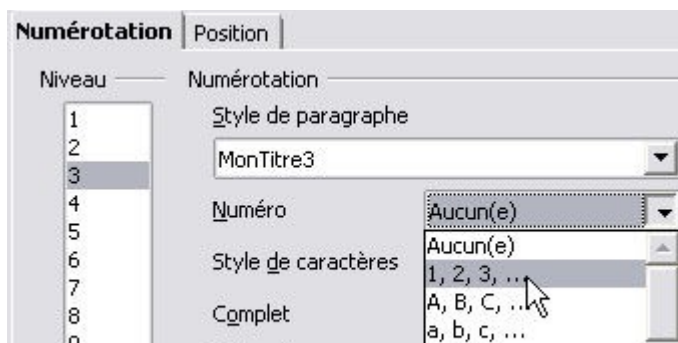 Numérotation Position
Niveau Numérotation
1
2
3
4
5
6
7
8
Style de paragraphe
MonTitre3
Numéro Aucun(e)
Aucun(e)
Style de caractères 1, 2, 3, ...
A, B, C, ...
Complet a, b, c, ...